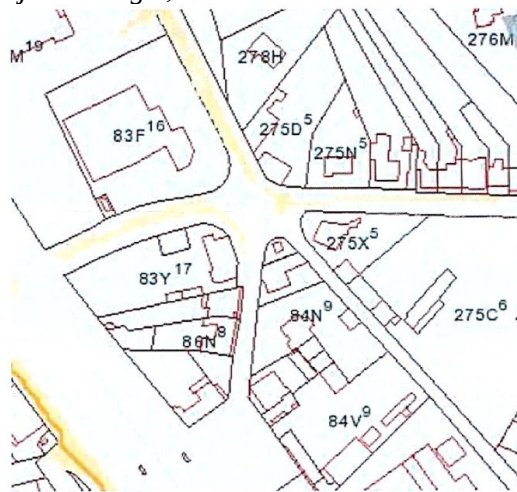 276M
M¹⁹
278H
83F¹⁶
275D⁵
275N⁵
275X⁵
83Y¹⁷
84N⁹
275C⁶
86N⁸
84V⁹